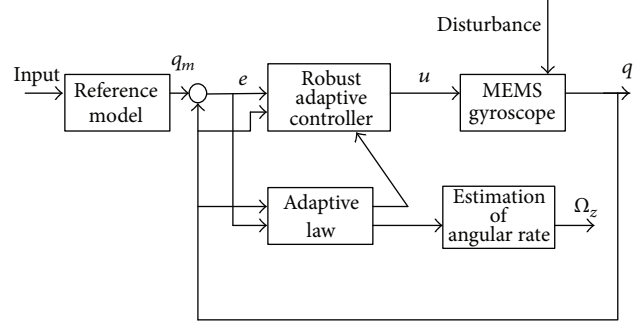 Disturbance
Input
Reference
model
q_m
e
Robust
adaptive
controller
u
MEMS
gyroscope
q
Adaptive
law
Estimation
of
angular rate
Ω_z